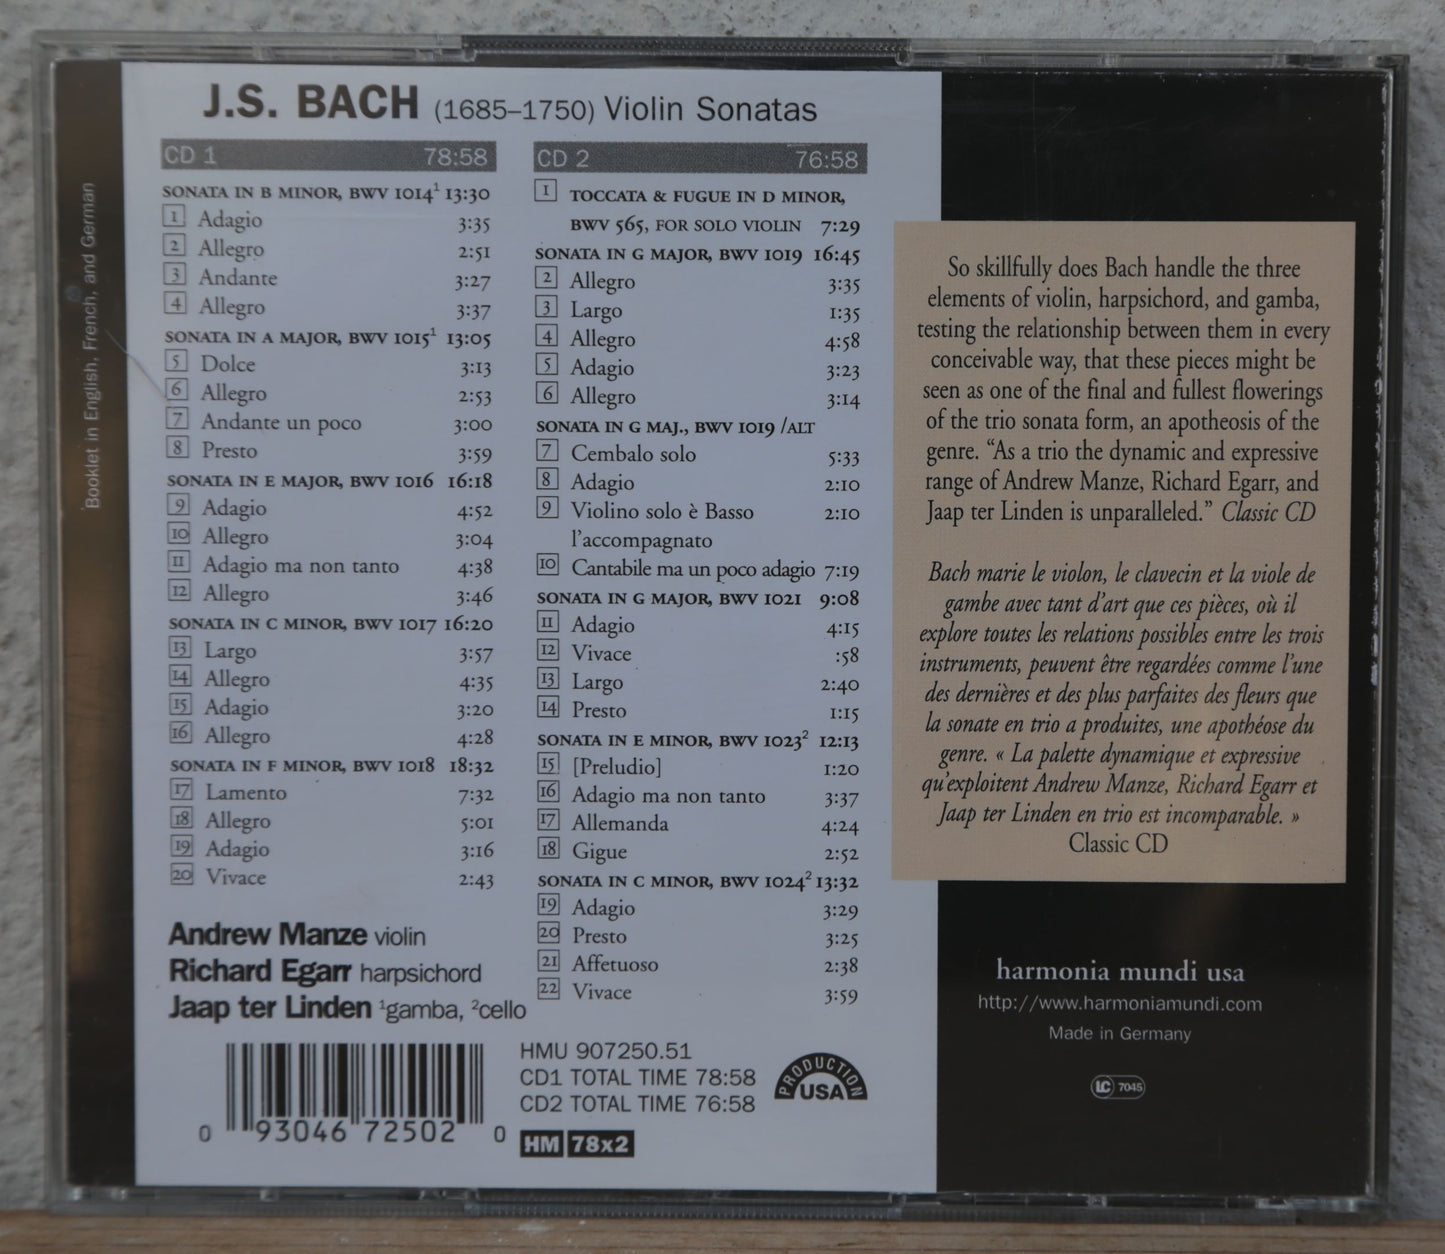 Booklet in English, French, and German
J.S. BACH (1685–1750) Violin Sonatas
CD 1 78:58
SONATA IN B MINOR, BWV 1014¹ 13:30
1 Adagio 3:35
2 Allegro 2:51
3 Andante 3:27
4 Allegro 3:37
SONATA IN A MAJOR, BWV 1015¹ 13:05
5 Dolce 3:13
6 Allegro 2:53
7 Andante un poco 3:00
8 Presto 3:59
SONATA IN E MAJOR, BWV 1016 16:18
9 Adagio 4:52
10 Allegro 3:04
11 Adagio ma non tanto 4:38
12 Allegro 3:46
SONATA IN C MINOR, BWV 1017 16:20
13 Largo 3:57
14 Allegro 4:35
15 Adagio 3:20
16 Allegro 4:28
SONATA IN F MINOR, BWV 1018 18:32
17 Lamento 7:32
18 Allegro 5:01
19 Adagio 3:16
20 Vivace 2:43
Andrew Manze violin
Richard Egarr harpsichord
Jaap ter Linden ¹gamba, ²cello
0 93046 72502 0
CD 2 76:58
1 TOCCATA & FUGUE IN D MINOR,
BWV 565, FOR SOLO VIOLIN 7:29
SONATA IN G MAJOR, BWV 1019 16:45
2 Allegro 3:35
3 Largo 1:35
4 Allegro 4:58
5 Adagio 3:23
6 Allegro 3:14
SONATA IN G MAJ., BWV 1019 /ALT
7 Cembalo solo 5:33
8 Adagio 2:10
9 Violino solo è Basso 2:10
l'accompagnato
10 Cantabile ma un poco adagio 7:19
SONATA IN G MAJOR, BWV 1021 9:08
11 Adagio 4:15
12 Vivace :58
13 Largo 2:40
14 Presto 1:15
SONATA IN E MINOR, BWV 1023² 12:13
15 [Preludio] 1:20
16 Adagio ma non tanto 3:37
17 Allemanda 4:24
18 Gigue 2:52
SONATA IN C MINOR, BWV 1024² 13:32
19 Adagio 3:29
20 Presto 3:25
21 Affetuoso 2:38
22 Vivace 3:59
HMU 907250.51
CD1 TOTAL TIME 78:58
CD2 TOTAL TIME 76:58
HM 78x2
PRODUCTION
USA
So skillfully does Bach handle the three
elements of violin, harpsichord, and gamba,
testing the relationship between them in every
conceivable way, that these pieces might be
seen as one of the final and fullest flowerings
of the trio sonata form, an apotheosis of the
genre. “As a trio the dynamic and expressive
range of Andrew Manze, Richard Egarr, and
Jaap ter Linden is unparalleled.” Classic CD
Bach marie le violon, le clavecin et la viole de
gambe avec tant d'art que ces pièces, où il
explore toutes les relations possibles entre les trois
instruments, peuvent être regardées comme l'une
des dernières et des plus parfaites des fleurs que
la sonate en trio a produites, une apothéose du
genre. « La palette dynamique et expressive
qu'exploitent Andrew Manze, Richard Egarr et
Jaap ter Linden en trio est incomparable. »
Classic CD
harmonia mundi usa
http://www.harmoniamundi.com
Made in Germany
LC 7045